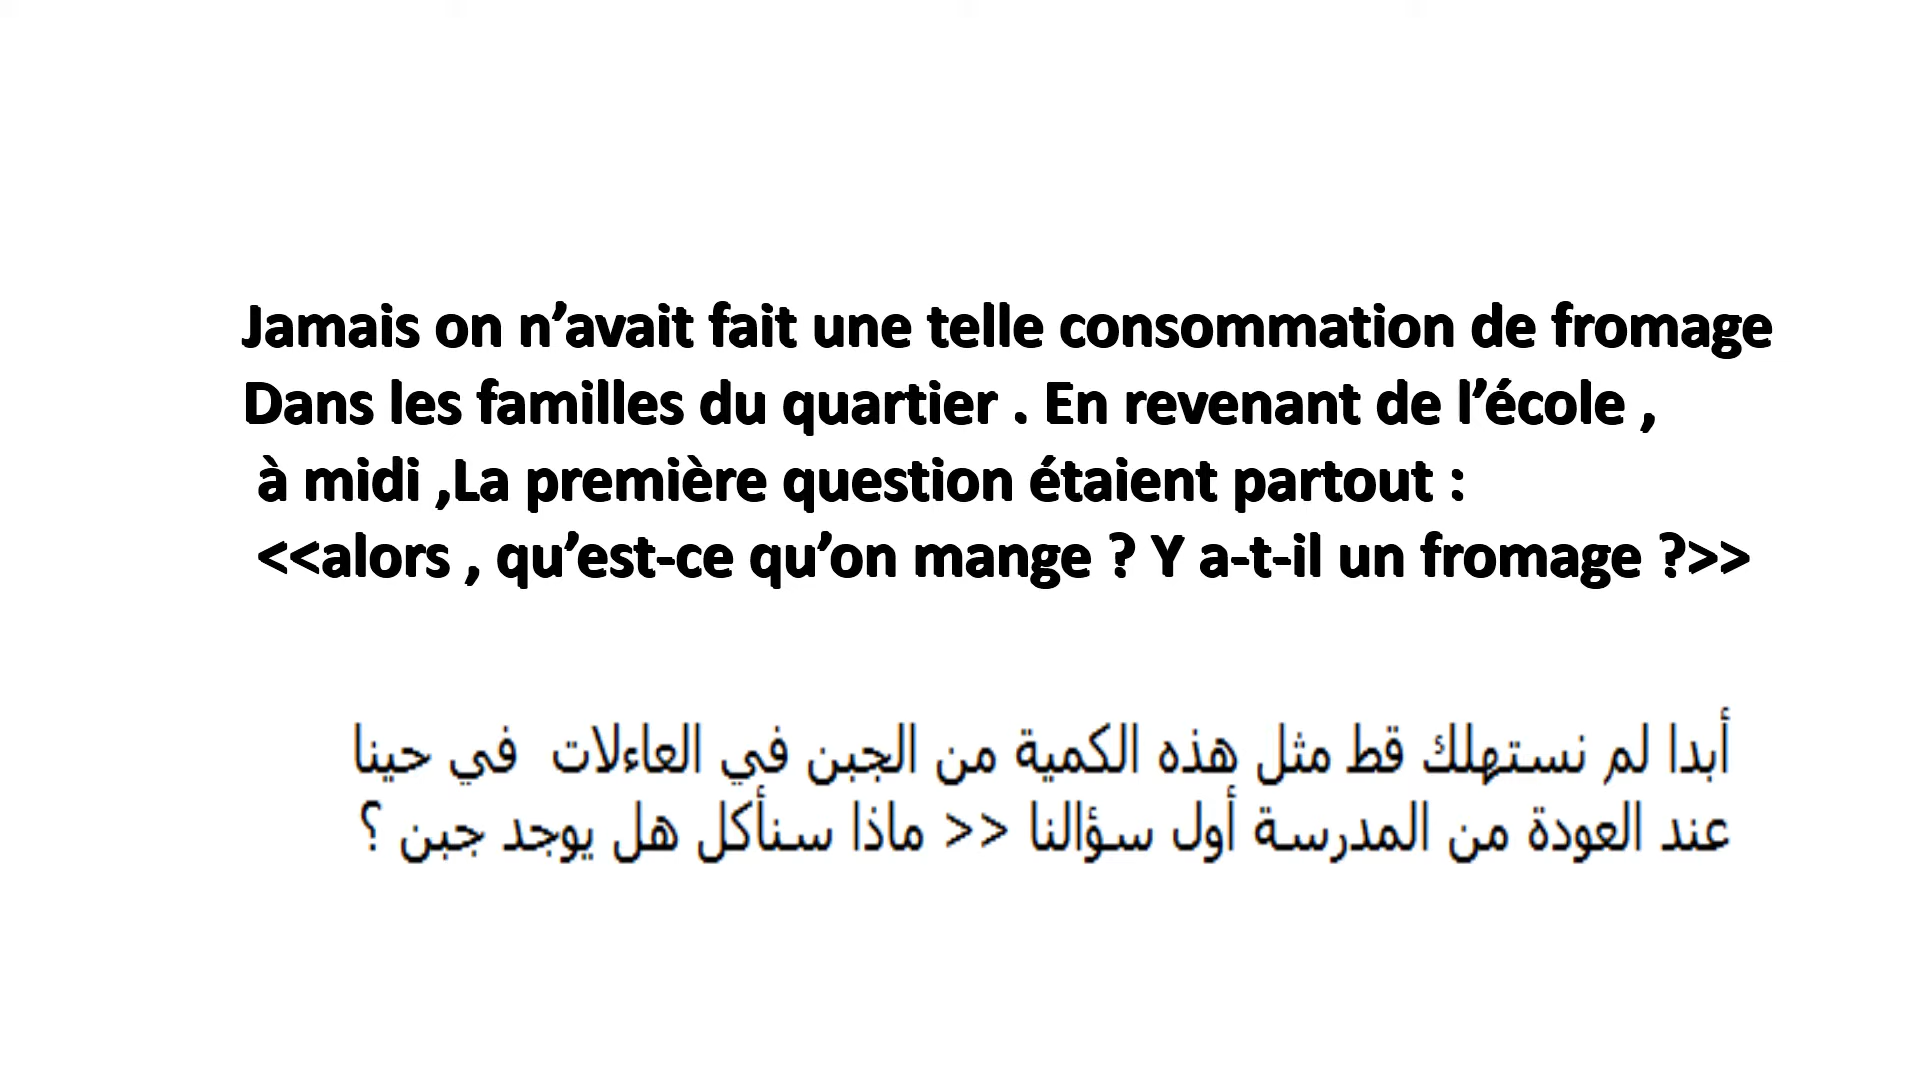 Jamais on n’avait fait une telle consommation de fromage
Dans les familles du quartier . En revenant de l’école ,
à midi ,La première question étaient partout :
<<alors , qu’est-ce qu’on mange ? Y a-t-il un fromage ?>>
أبدا لم نستهلك قط مثل هذه الكمية من الجبن في العاءلات في حينا
عند العودة من المدرسة أول سؤالنا << ماذا سنأكل هل يوجد جبن ؟